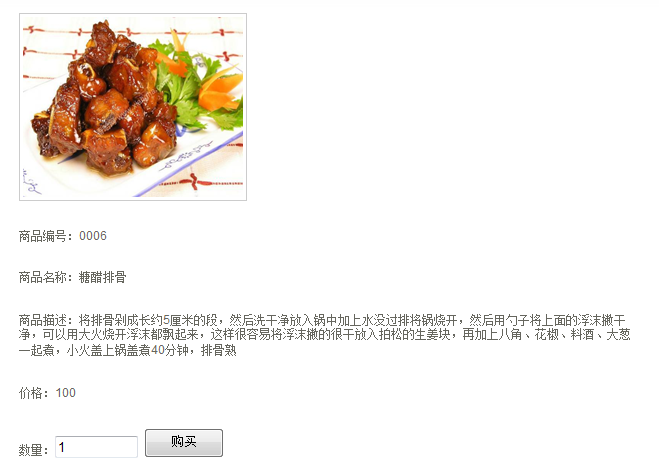 商品编号：0006
商品名称：糖醋排骨
商品描述：将排骨剁成长约5厘米的段，然后洗干净放入锅中加上水没过排将锅烧开，然后用勺子将上面的浮沫撇干
净，可以用大火烧开浮沫都飘起来，这样很容易将浮沫撇的很干放入拍松的生姜块，再加上八角、花椒、料酒、大葱
一起煮，小火盖上锅盖煮40分钟，排骨熟
价格：100
数量：1 购买